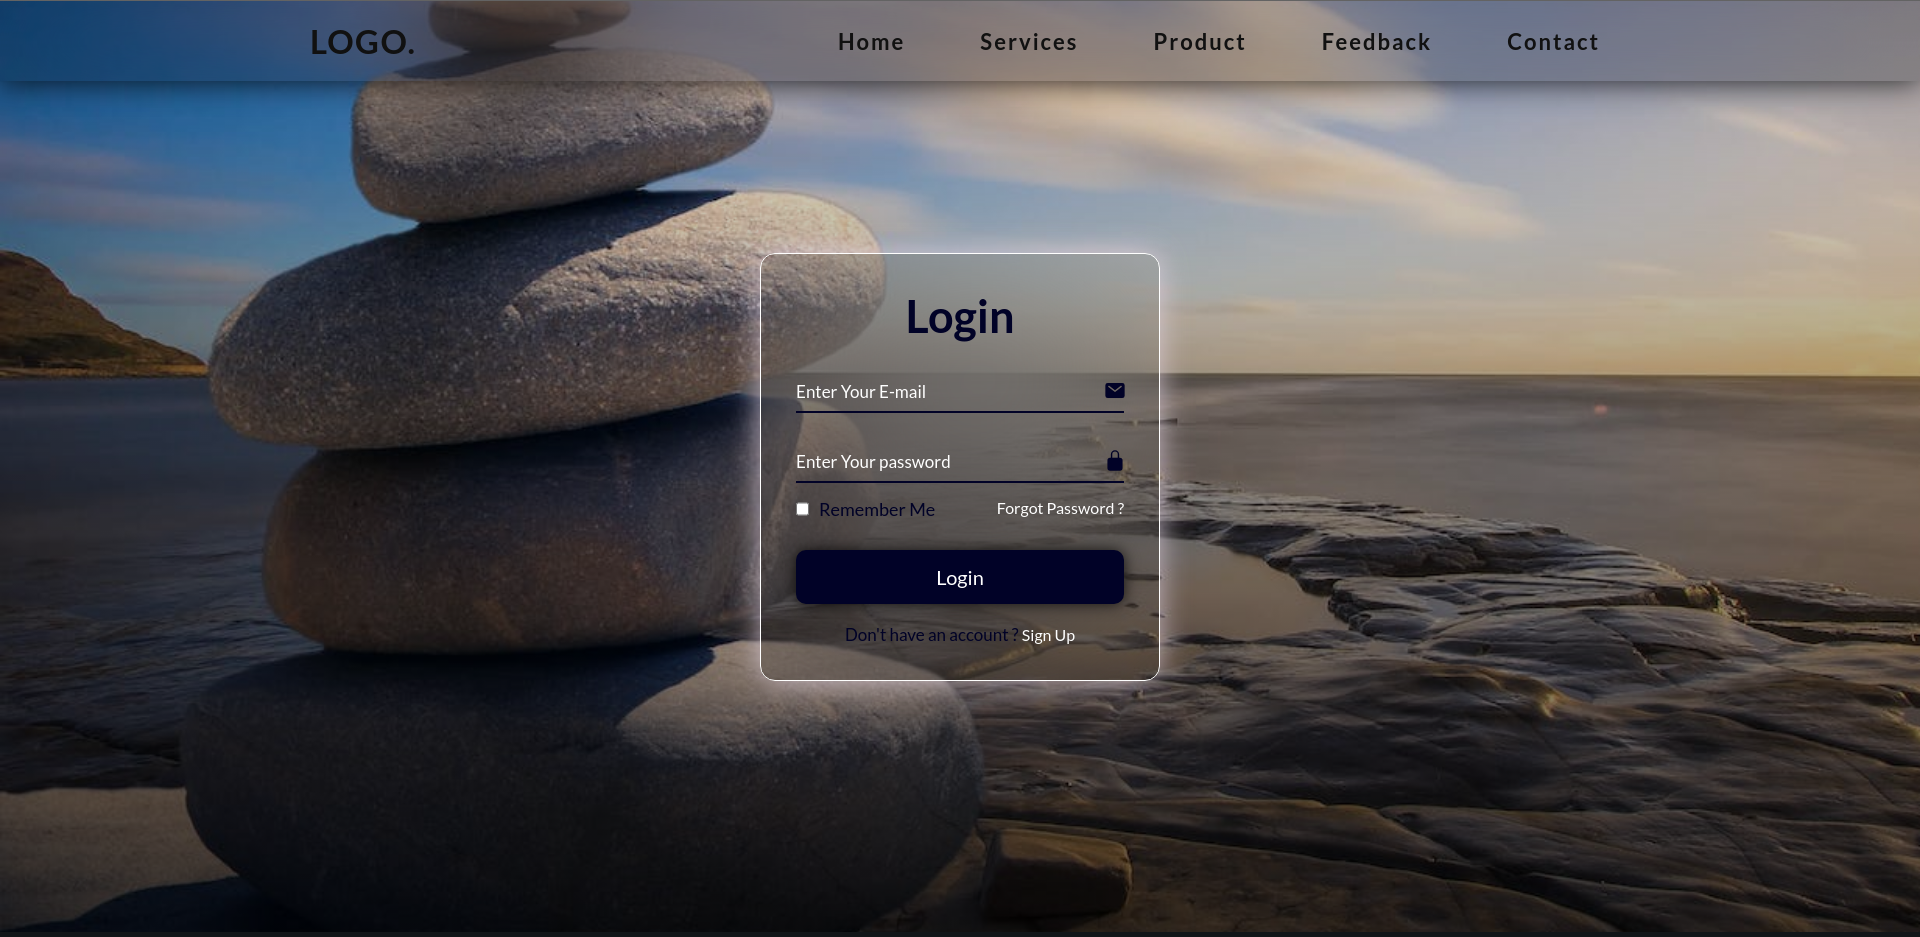 LOGO.
Home Services Product Feedback Contact
Login
Enter Your E-mail
Enter Your password
Remember Me Forgot Password ?
Login
Don't have an account ? Sign Up